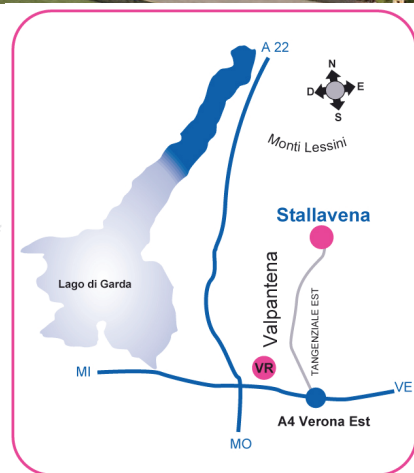 A 22
N
D
E
S
Monti Lessini
Stallavena
Lago di Garda
Valpantena
TANGENZIALE EST
VR
MI
VE
A4 Verona Est
MO